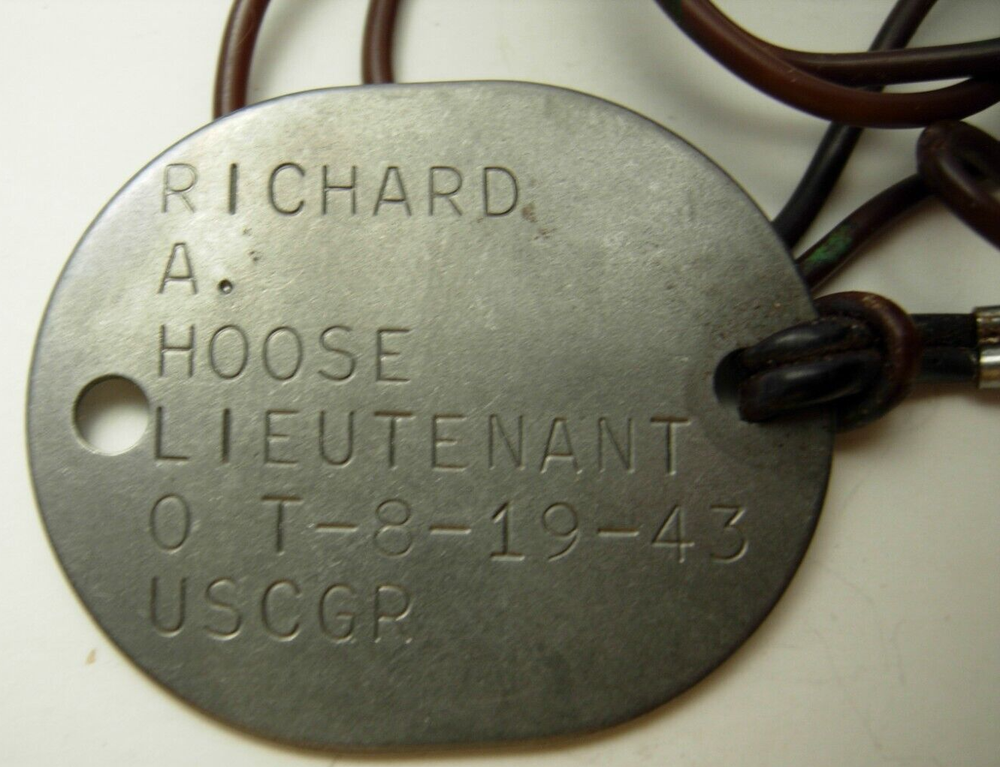 RICHARD
A.
HOOSE
LIEUTENANT
O T-8-19-43
USCGR